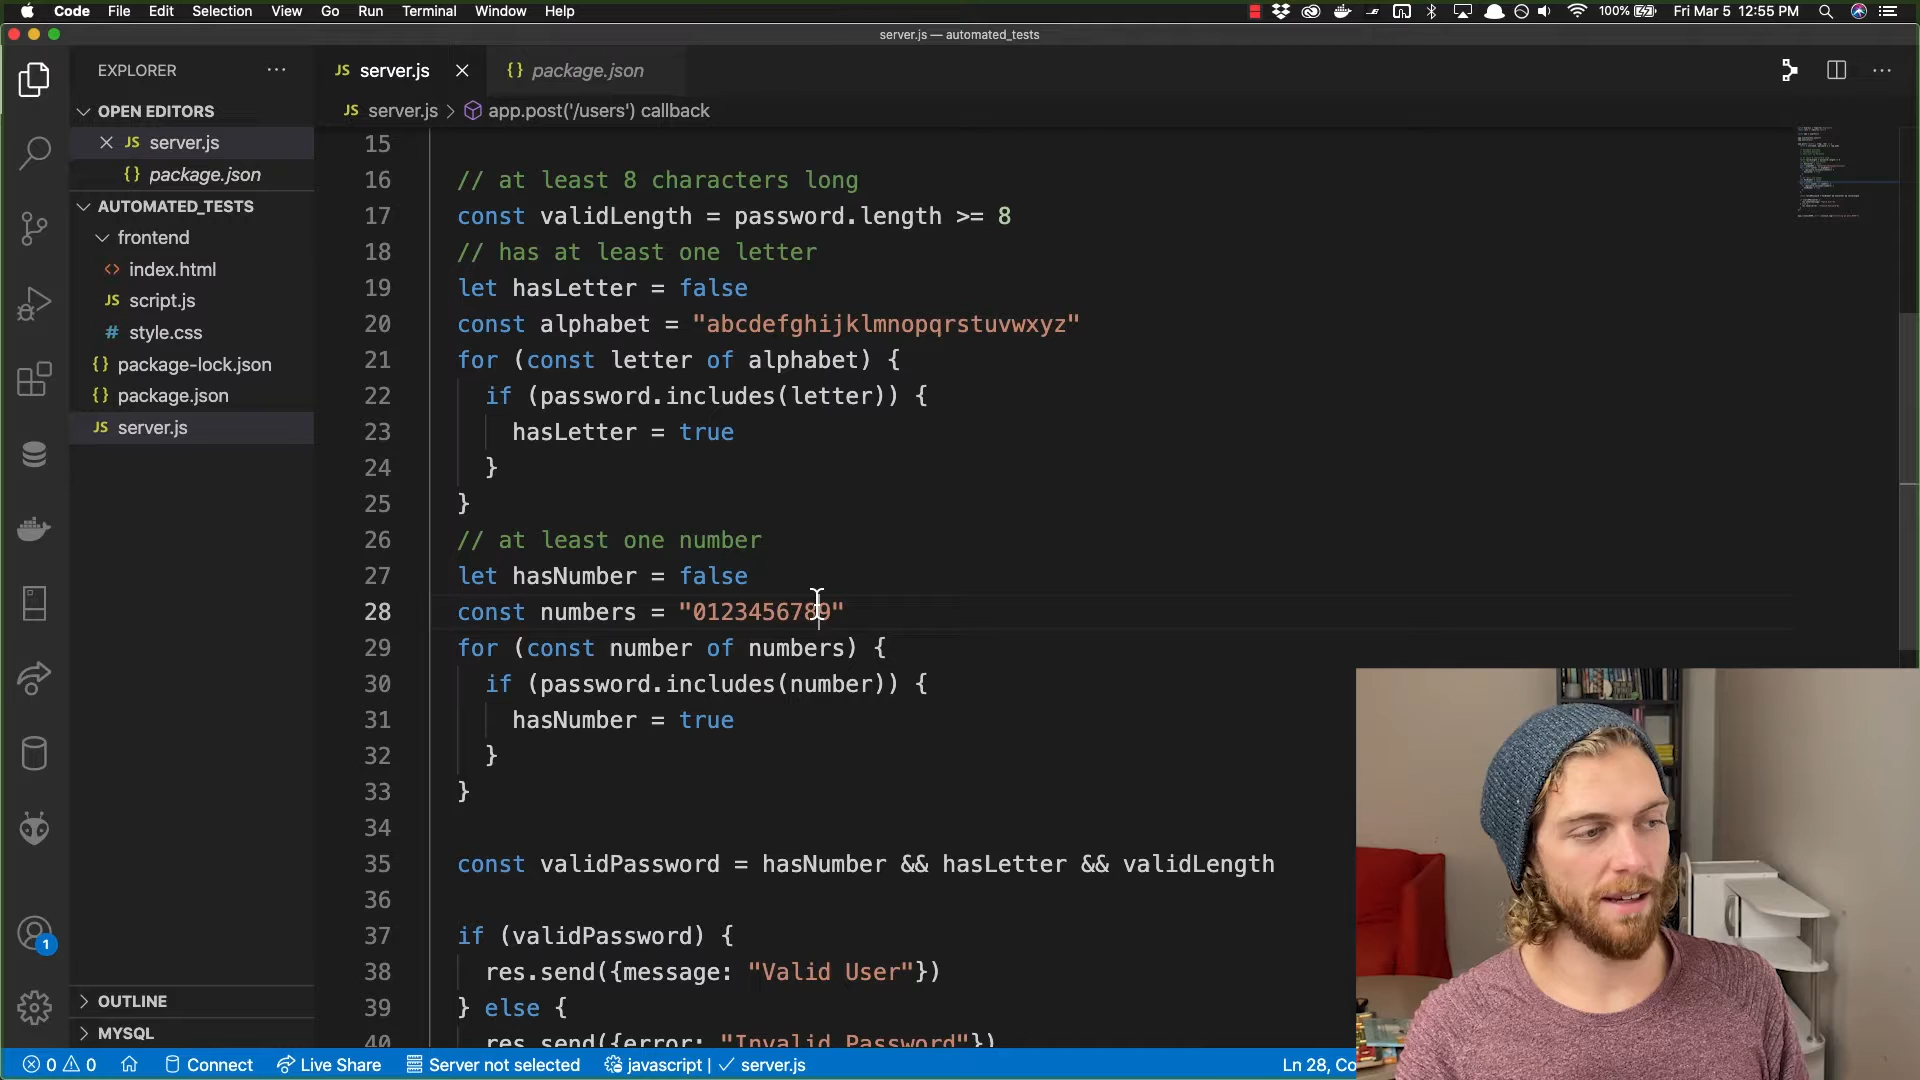 Code File Edit Selection View Go Run Terminal Window Help
100% Fri Mar 5 12:55 PM
server.js — automated_tests
EXPLORER
OPEN EDITORS
JS server.js
{} package.json
AUTOMATED_TESTS
frontend
<> index.html
JS script.js
# style.css
{} package-lock.json
{} package.json
JS server.js
OUTLINE
MYSQL
1
JS server.js
{} package.json
JS server.js > app.post('/users') callback
15
16 // at least 8 characters long
17 const validLength = password.length >= 8
18 // has at least one letter
19 let hasLetter = false
20 const alphabet = "abcdefghijklmnopqrstuvwxyz"
21 for (const letter of alphabet) {
22 if (password.includes(letter)) {
23 hasLetter = true
24 }
25 }
26 // at least one number
27 let hasNumber = false
28 const numbers = "0123456789"
29 for (const number of numbers) {
30 if (password.includes(number)) {
31 hasNumber = true
32 }
33 }
34
35 const validPassword = hasNumber && hasLetter && validLength
36
37 if (validPassword) {
38 res.send({message: "Valid User"})
39 } else {
40 res.send({error: "Invalid Password"})
0 0 Connect Live Share Server not selected javascript | ✓ server.js Ln 28, Co